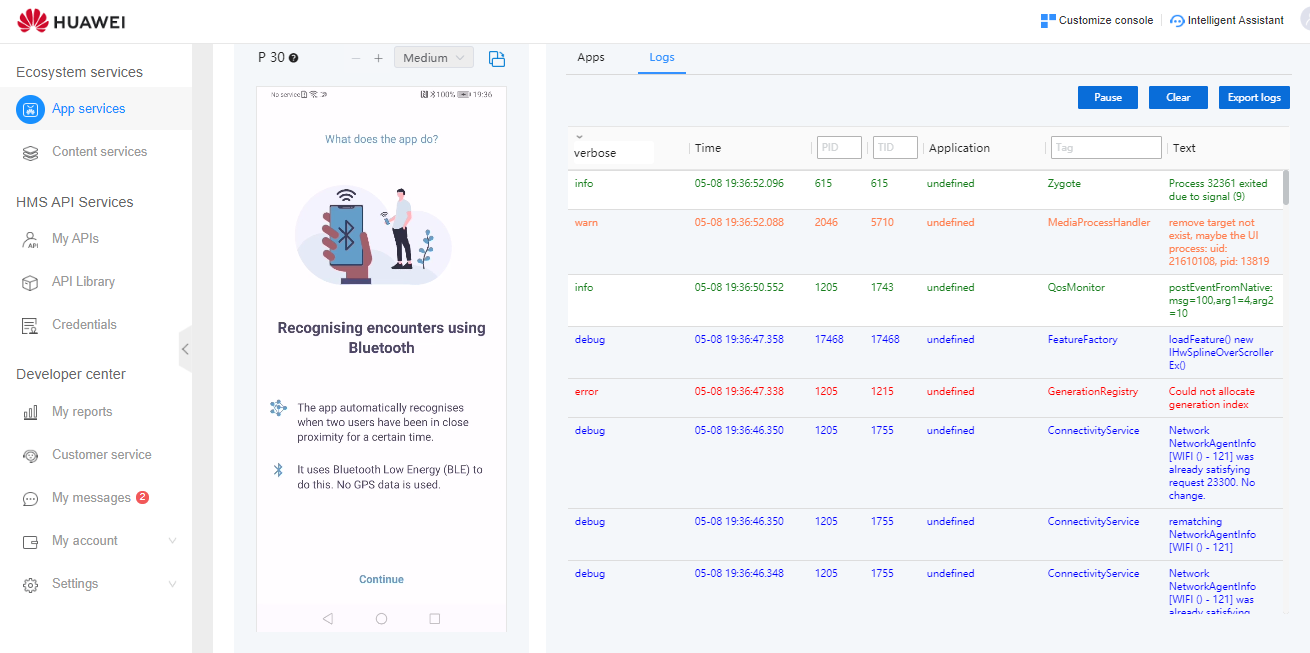 HUAWEI
Customize console
Intelligent Assistant
Ecosystem services
App services
Content services
HMS API Services
My APIs
API Library
Credentials
Developer center
My reports
Customer service
My messages 2
My account
Settings
P 30 ?
− + Medium
No service 100% 19:36
What does the app do?
Recognising encounters using
Bluetooth
The app automatically recognises
when two users have been in close
proximity for a certain time.
It uses Bluetooth Low Energy (BLE) to
do this. No GPS data is used.
Continue
Apps Logs
Pause Clear Export logs
verbose Time PID TID Application Tag Text
info 05-08 19:36:52.096 615 615 undefined Zygote Process 32361 exited
due to signal (9)
warn 05-08 19:36:52.088 2046 5710 undefined MediaProcessHandler remove target not
exist, maybe the UI
process: uid:
21610108, pid: 13819
info 05-08 19:36:50.552 1205 1743 undefined QosMonitor postEventFromNative:
msg=100,arg1=4,arg2
=10
debug 05-08 19:36:47.358 17468 17468 undefined FeatureFactory loadFeature() new
IHwSplineOverScroller
Ex()
error 05-08 19:36:47.338 1205 1215 undefined GenerationRegistry Could not allocate
generation index
debug 05-08 19:36:46.350 1205 1755 undefined ConnectivityService Network
NetworkAgentInfo
[WIFI () - 121] was
already satisfying
request 23300. No
change.
debug 05-08 19:36:46.350 1205 1755 undefined ConnectivityService rematching
NetworkAgentInfo
[WIFI () - 121]
debug 05-08 19:36:46.348 1205 1755 undefined ConnectivityService Network
NetworkAgentInfo
[WIFI () - 121] was
already satisfying